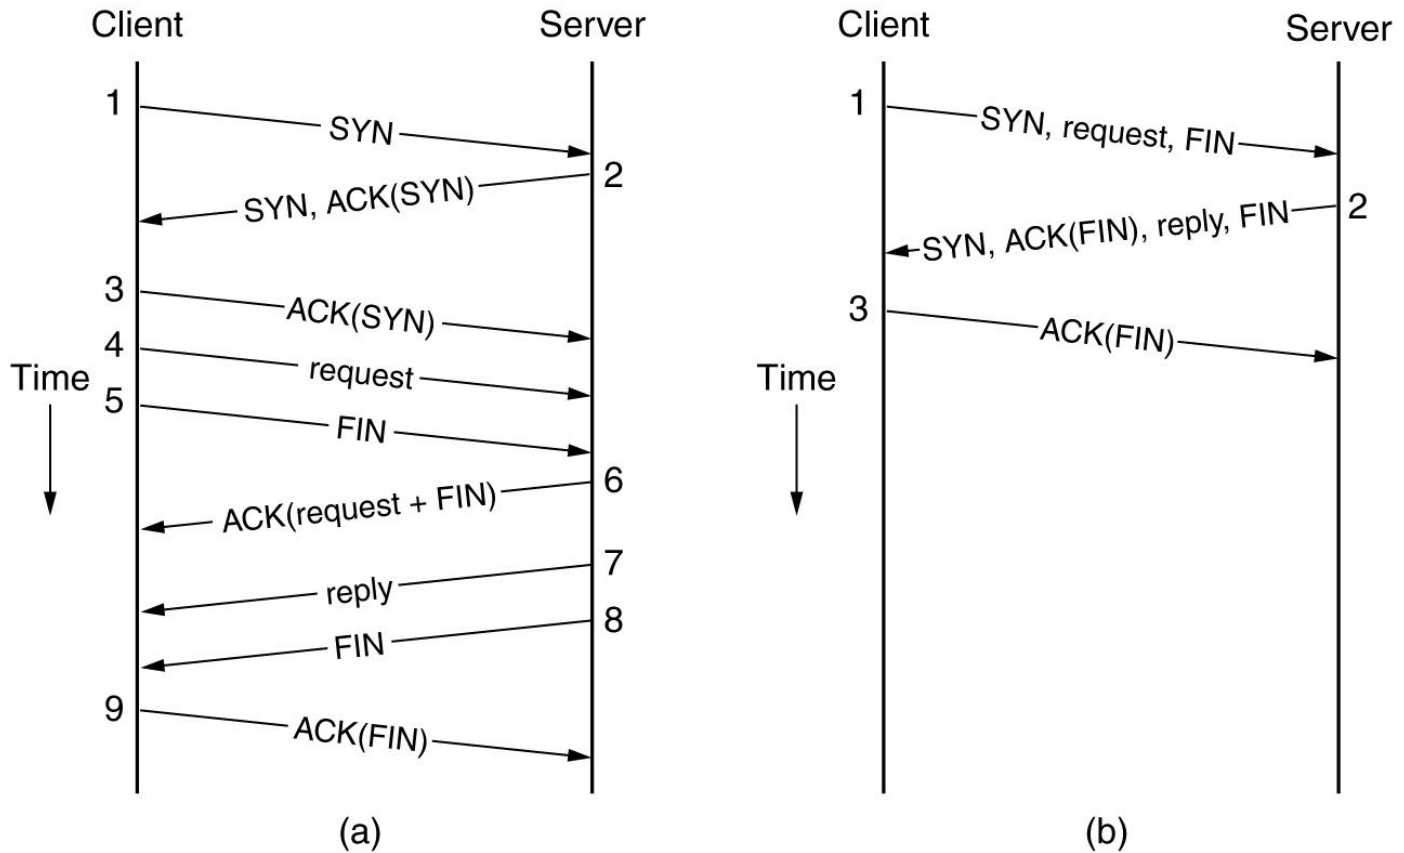 Client
Server
1
SYN
2
SYN, ACK(SYN)
3
ACK(SYN)
4
request
Time
5
FIN
6
ACK(request + FIN)
7
reply
8
FIN
9
ACK(FIN)
(a)
Client
Server
1
SYN, request, FIN
2
SYN, ACK(FIN), reply, FIN
3
ACK(FIN)
Time
(b)